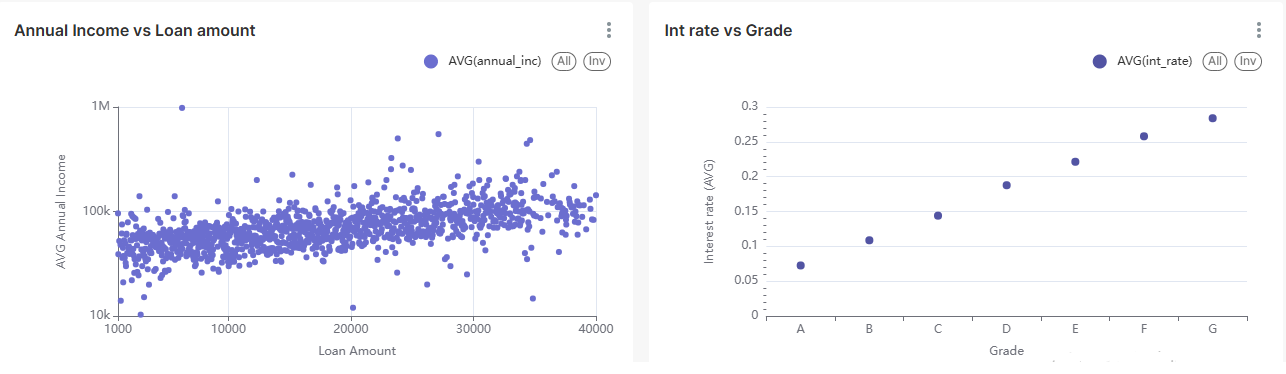 Annual Income vs Loan amount
AVG(annual_inc) All Inv
1M
100k
10k
AVG Annual Income
1000 10000 20000 30000 40000
Loan Amount
Int rate vs Grade
AVG(int_rate) All Inv
0.3
0.25
0.2
0.15
0.1
0.05
0
Interest rate (AVG)
A B C D E F G
Grade